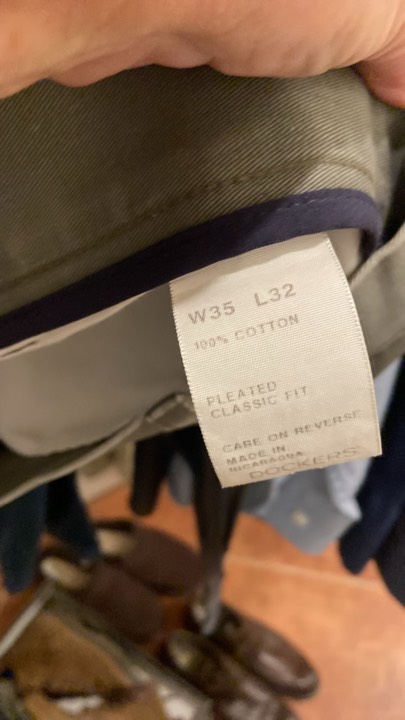 W35 L32
100% COTTON
PLEATED
CLASSIC FIT
CARE ON REVERSE
MADE IN
NICARAGUA
DOCKERS